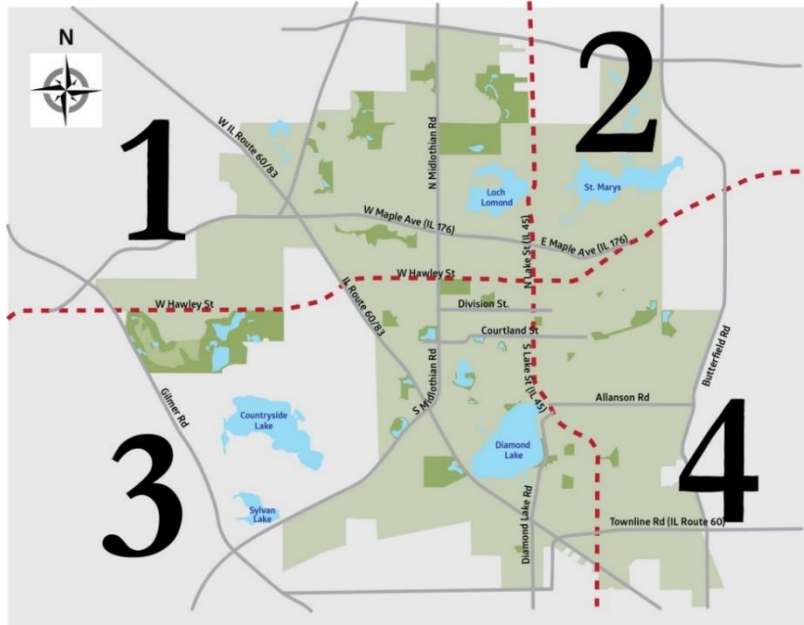 N
1
2
W IL Route 60/83
N Midlothian Rd
Loch
Lomond
St. Marys
W Maple Ave (IL 176)
N Lake St (IL 45)
E Maple Ave (IL 176)
W Hawley St
W Hawley St
IL Route 60/83
Division St.
Courtland St
S Lake St (IL 45)
Butterfield Rd
S Midlothian Rd
Gilmer Rd
Allanson Rd
Countryside
Lake
Diamond
Lake
3
4
Sylvan
Lake
Diamond Lake Rd
Townline Rd (IL Route 60)